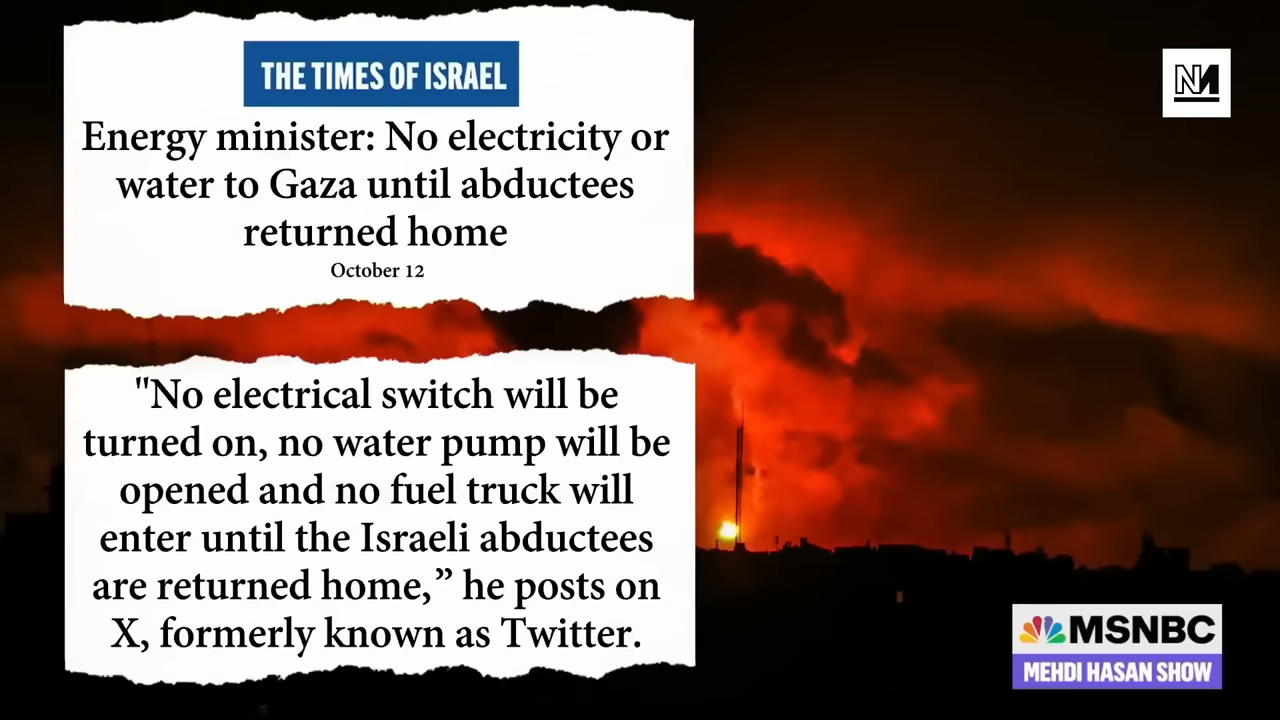 THE TIMES OF ISRAEL
Energy minister: No electricity or
water to Gaza until abductees
returned home
October 12
"No electrical switch will be
turned on, no water pump will be
opened and no fuel truck will
enter until the Israeli abductees
are returned home,” he posts on
X, formerly known as Twitter.
NM
MSNBC
MEHDI HASAN SHOW